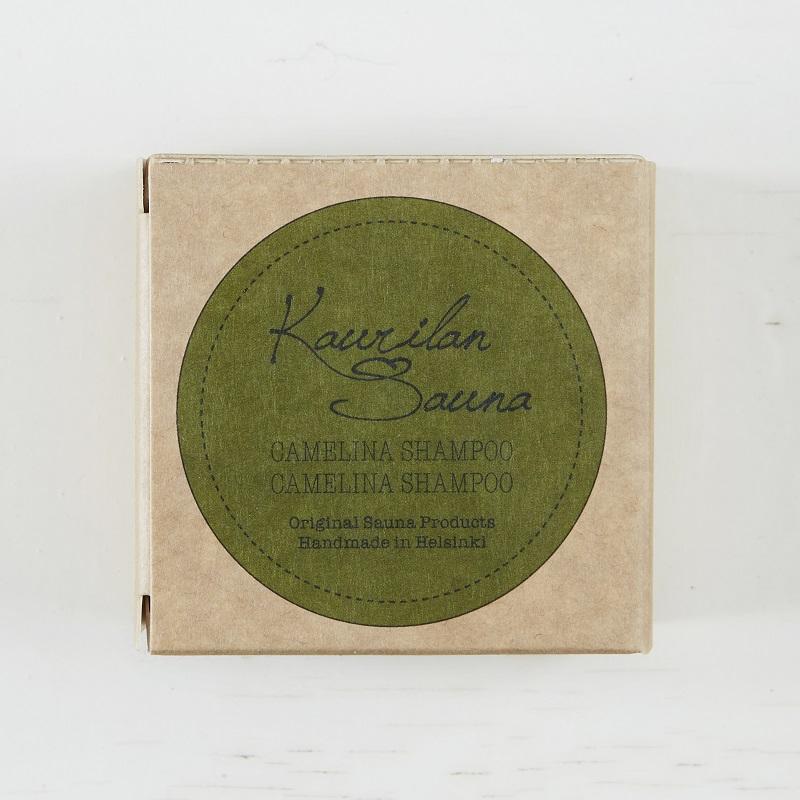 Kaurilan
Sauna
CAMELINA SHAMPOO
CAMELINA SHAMPOO
Original Sauna Products
Handmade in Helsinki